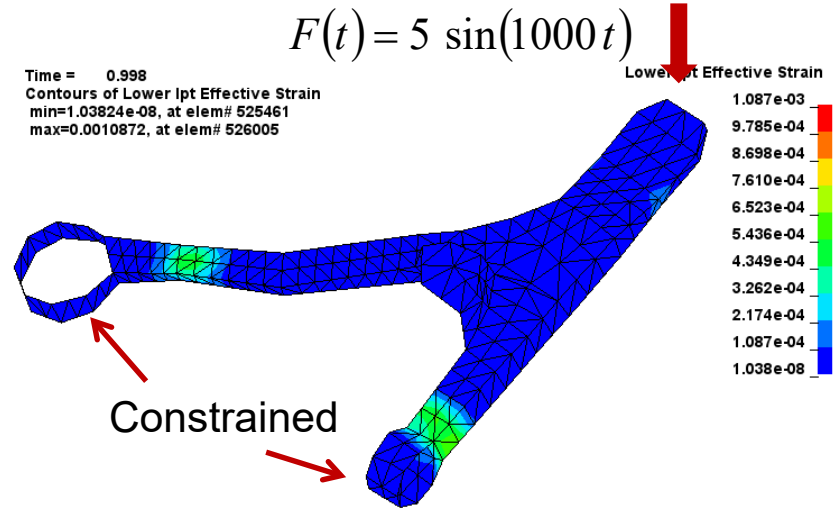 F(t) = 5 sin(1000 t)
Time = 0.998
Contours of Lower Ipt Effective Strain
min=1.03824e-08, at elem# 525461
max=0.0010872, at elem# 526005
Lower pt Effective Strain
1.087e-03
9.785e-04
8.698e-04
7.610e-04
6.523e-04
5.436e-04
4.349e-04
3.262e-04
2.174e-04
1.087e-04
1.038e-08
Constrained